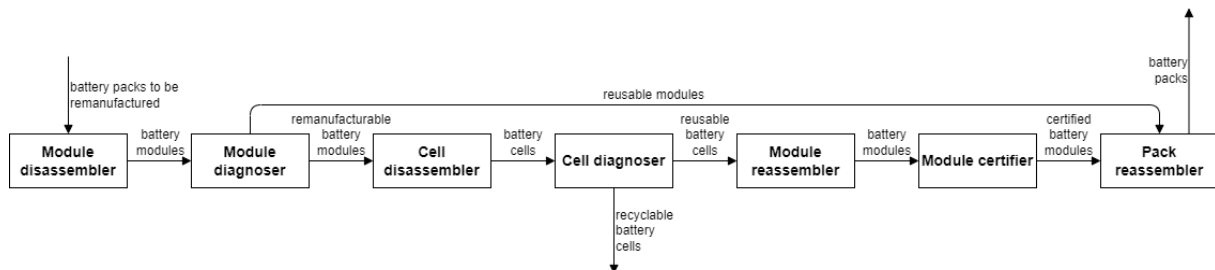 battery packs to be
remanufactured
battery
packs
reusable modules
Module
disassembler
battery
modules
Module
diagnoser
remanufacturable
battery
modules
Cell
disassembler
battery
cells
Cell diagnoser
reusable
battery
cells
Module
reassembler
battery
modules
Module certifier
certified
battery
modules
Pack
reassembler
recyclable
battery
cells